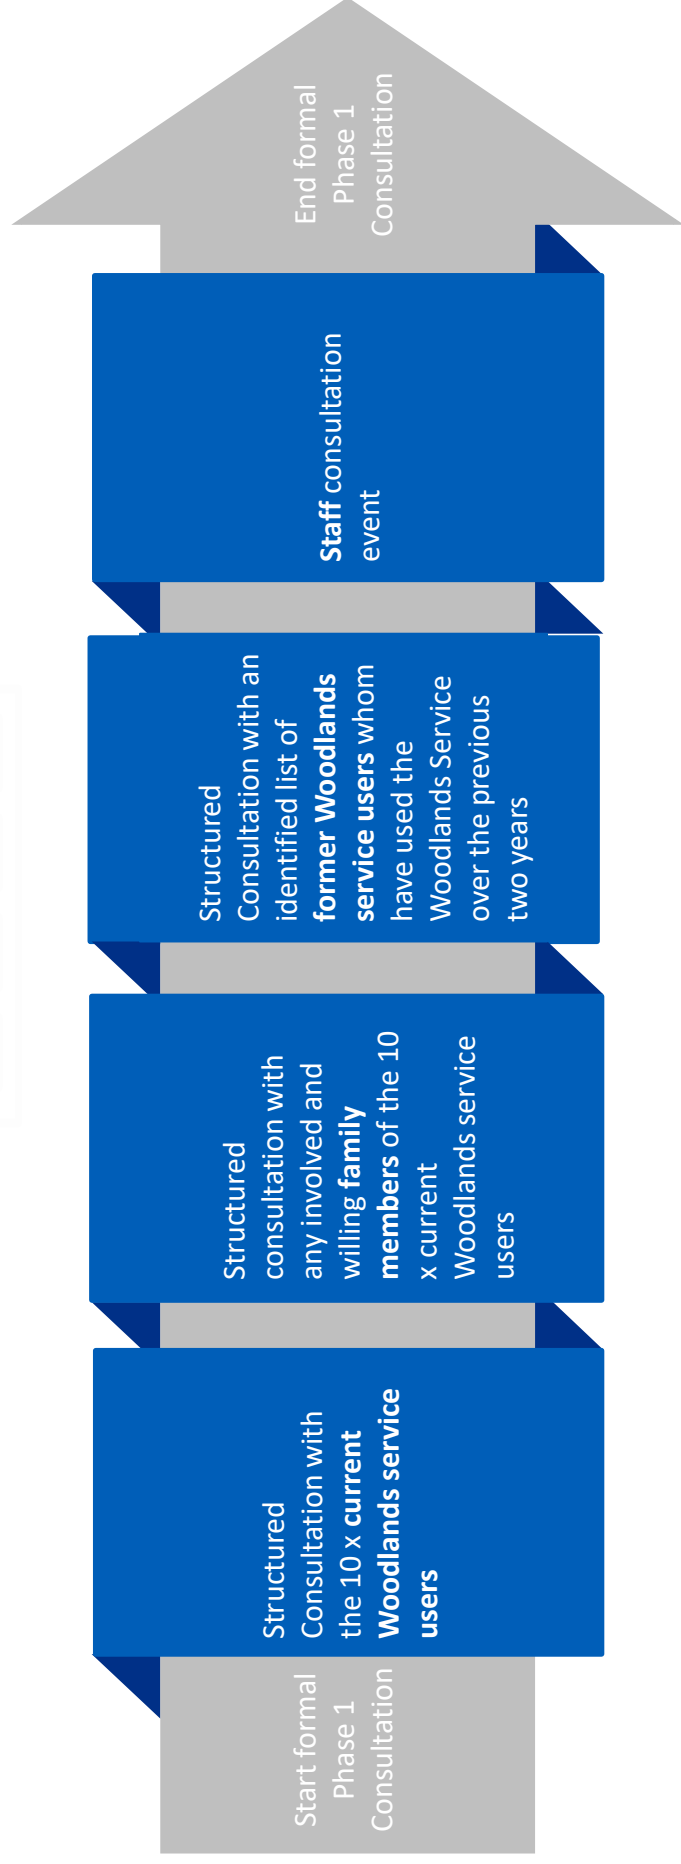 Start formal
Phase 1
Consultation
Structured
Consultation with
the 10 x current
Woodlands service
users
Structured
consultation with
any involved and
willing family
members of the 10
x current
Woodlands service
users
Structured
Consultation with an
identified list of
former Woodlands
service users whom
have used the
Woodlands Service
over the previous
two years
Staff consultation
event
End formal
Phase 1
Consultation